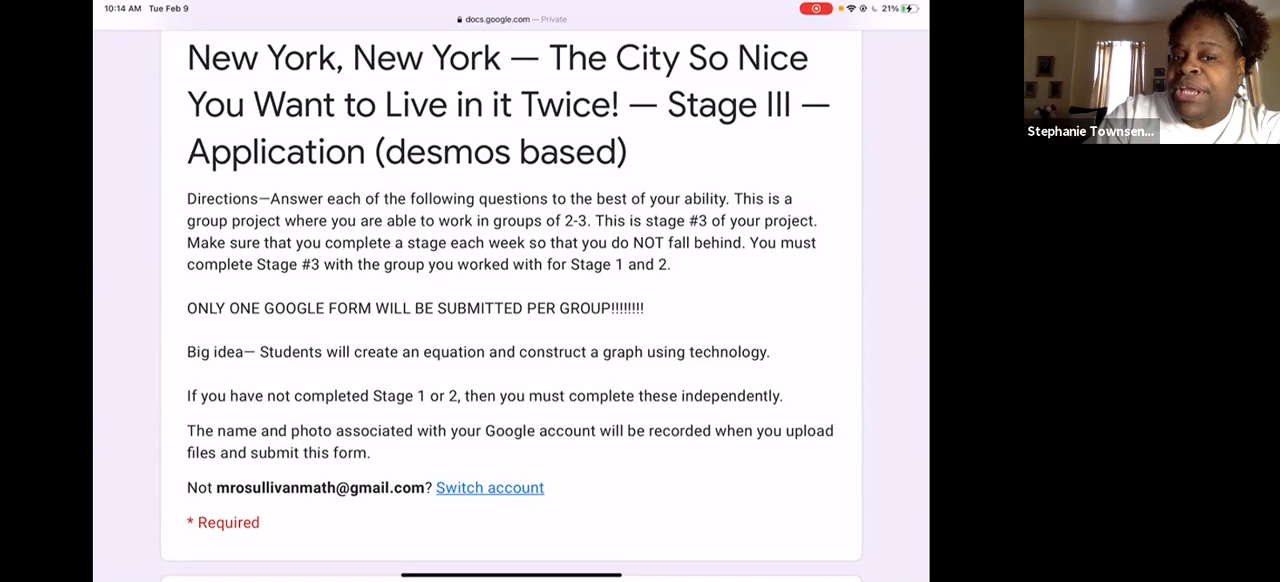 10:14 AM Tue Feb 9
docs.google.com — Private
21%
New York, New York — The City So Nice
You Want to Live in it Twice! — Stage III —
Application (desmos based)
Directions—Answer each of the following questions to the best of your ability. This is a
group project where you are able to work in groups of 2-3. This is stage #3 of your project.
Make sure that you complete a stage each week so that you do NOT fall behind. You must
complete Stage #3 with the group you worked with for Stage 1 and 2.
ONLY ONE GOOGLE FORM WILL BE SUBMITTED PER GROUP!!!!!!!!
Big idea— Students will create an equation and construct a graph using technology.
If you have not completed Stage 1 or 2, then you must complete these independently.
The name and photo associated with your Google account will be recorded when you upload
files and submit this form.
Not mrosullivanmath@gmail.com? Switch account
* Required
Stephanie Townsen...